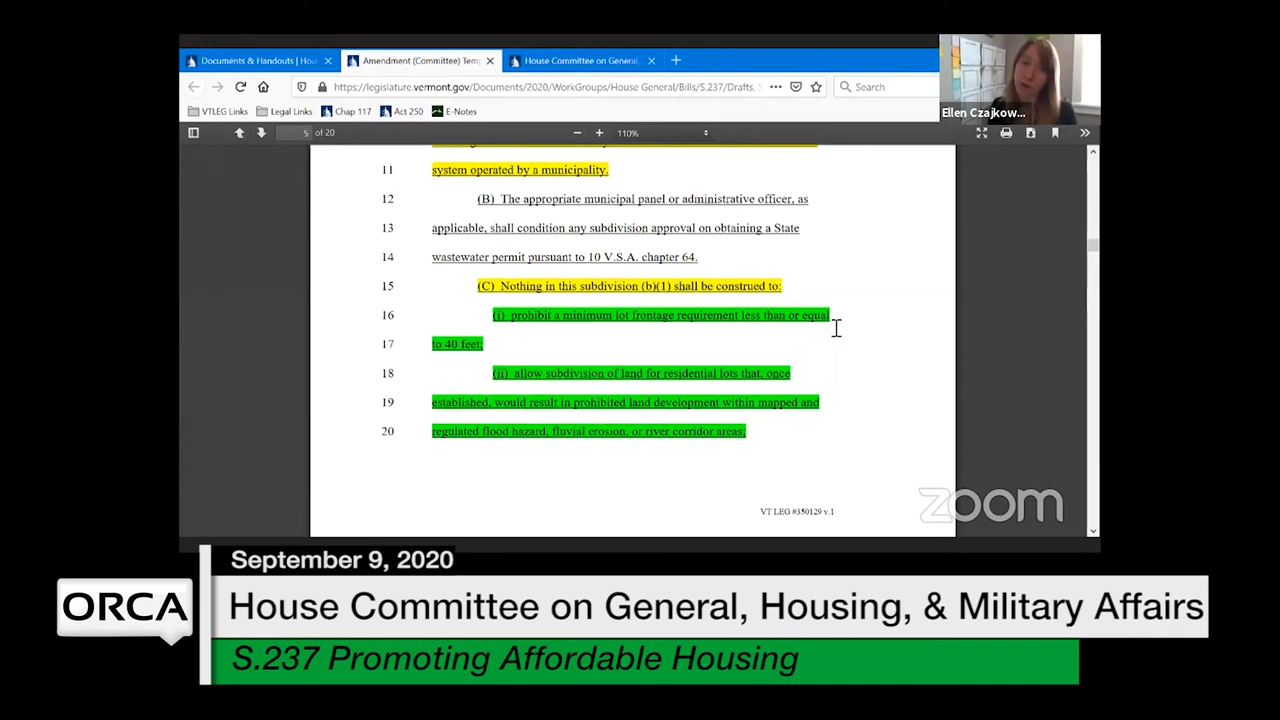 Documents & Handouts | Hou
Amendment (Committee) Tem
House Committee on General,
https://legislature.vermont.gov/Documents/2020/WorkGroups/House General/Bills/S.237/Drafts,
Search
Ellen Czajkow...
VTLEG Links
Legal Links
Chap 117
Act 250
E-Notes
5 of 20
110%
11 system operated by a municipality.
12 (B) The appropriate municipal panel or administrative officer, as
13 applicable, shall condition any subdivision approval on obtaining a State
14 wastewater permit pursuant to 10 V.S.A. chapter 64.
15 (C) Nothing in this subdivision (b)(1) shall be construed to:
16 (i) prohibit a minimum lot frontage requirement less than or equal
17 to 40 feet;
18 (ii) allow subdivision of land for residential lots that, once
19 established, would result in prohibited land development within mapped and
20 regulated flood hazard, fluvial erosion, or river corridor areas;
VT LEG #350129 v.1
zoom
September 9, 2020
ORCA
House Committee on General, Housing, & Military Affairs
S.237 Promoting Affordable Housing